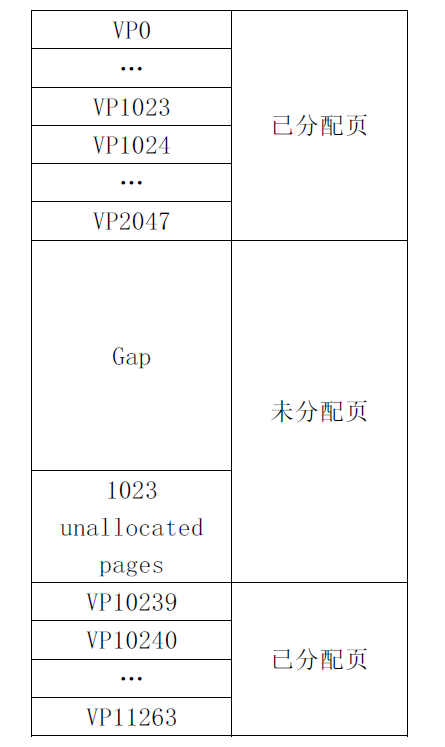 VP0
…
VP1023
已分配页
VP1024
…
VP2047
Gap
未分配页
1023
unallocated
pages
VP10239
VP10240
已分配页
…
VP11263